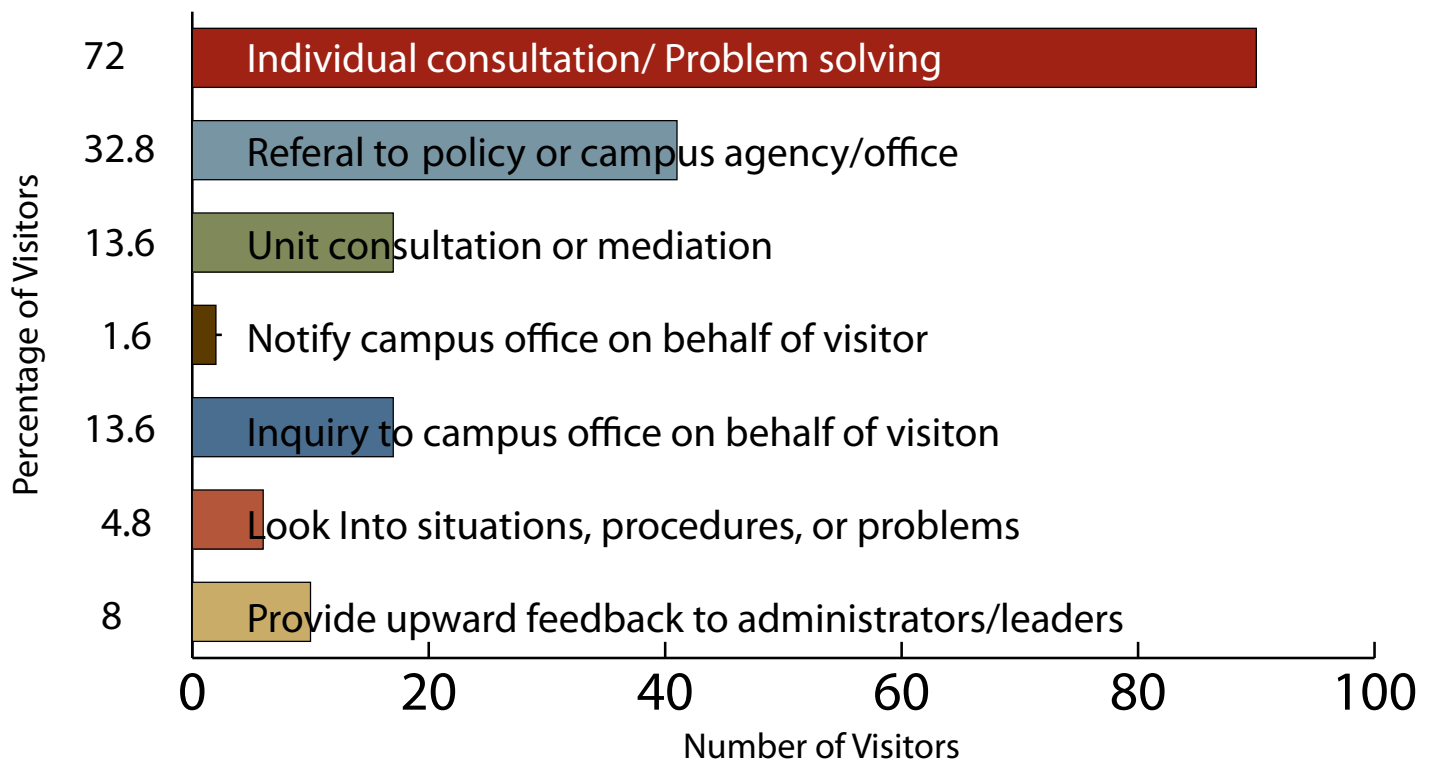 Percentage of Visitors
72 Individual consultation/ Problem solving
32.8 Referal to policy or campus agency/office
13.6 Unit consultation or mediation
1.6 Notify campus office on behalf of visitor
13.6 Inquiry to campus office on behalf of visiton
4.8 Look Into situations, procedures, or problems
8 Provide upward feedback to administrators/leaders
0 20 40 60 80 100
Number of Visitors